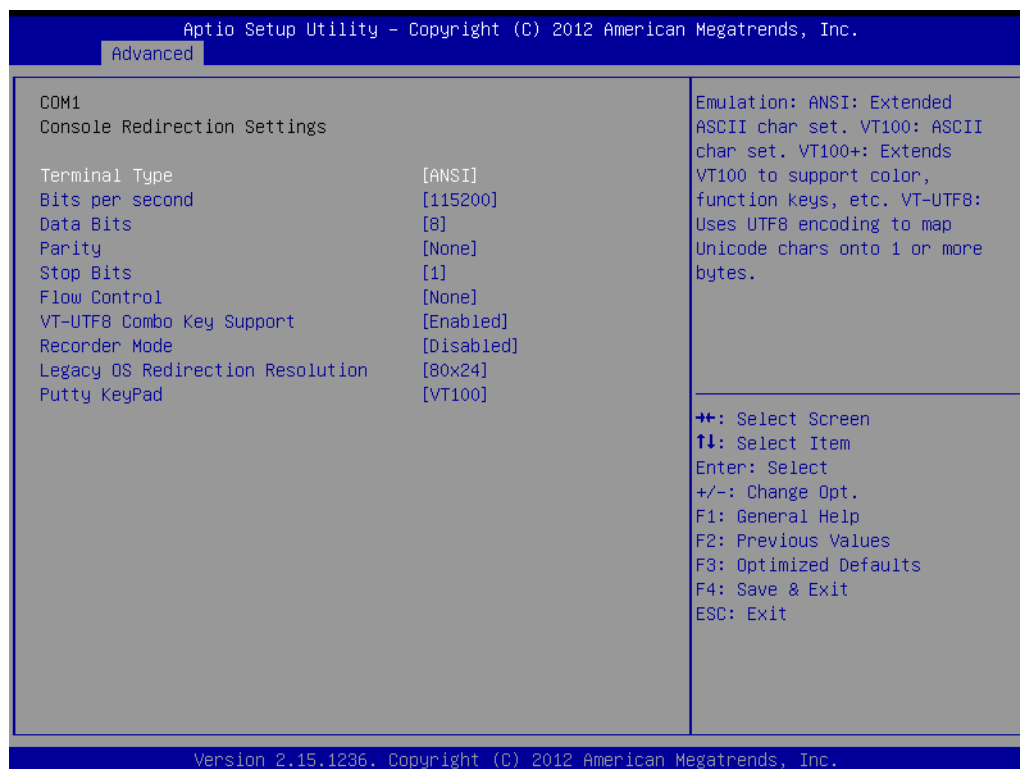 Aptio Setup Utility – Copyright (C) 2012 American Megatrends, Inc.
Advanced
COM1
Console Redirection Settings
Terminal Type [ANSI]
Bits per second [115200]
Data Bits [8]
Parity [None]
Stop Bits [1]
Flow Control [None]
VT-UTF8 Combo Key Support [Enabled]
Recorder Mode [Disabled]
Legacy OS Redirection Resolution [80x24]
Putty KeyPad [VT100]
Emulation: ANSI: Extended
ASCII char set. VT100: ASCII
char set. VT100+: Extends
VT100 to support color,
function keys, etc. VT-UTF8:
Uses UTF8 encoding to map
Unicode chars onto 1 or more
bytes.
→←: Select Screen
↑↓: Select Item
Enter: Select
+/-: Change Opt.
F1: General Help
F2: Previous Values
F3: Optimized Defaults
F4: Save & Exit
ESC: Exit
Version 2.15.1236. Copyright (C) 2012 American Megatrends, Inc.